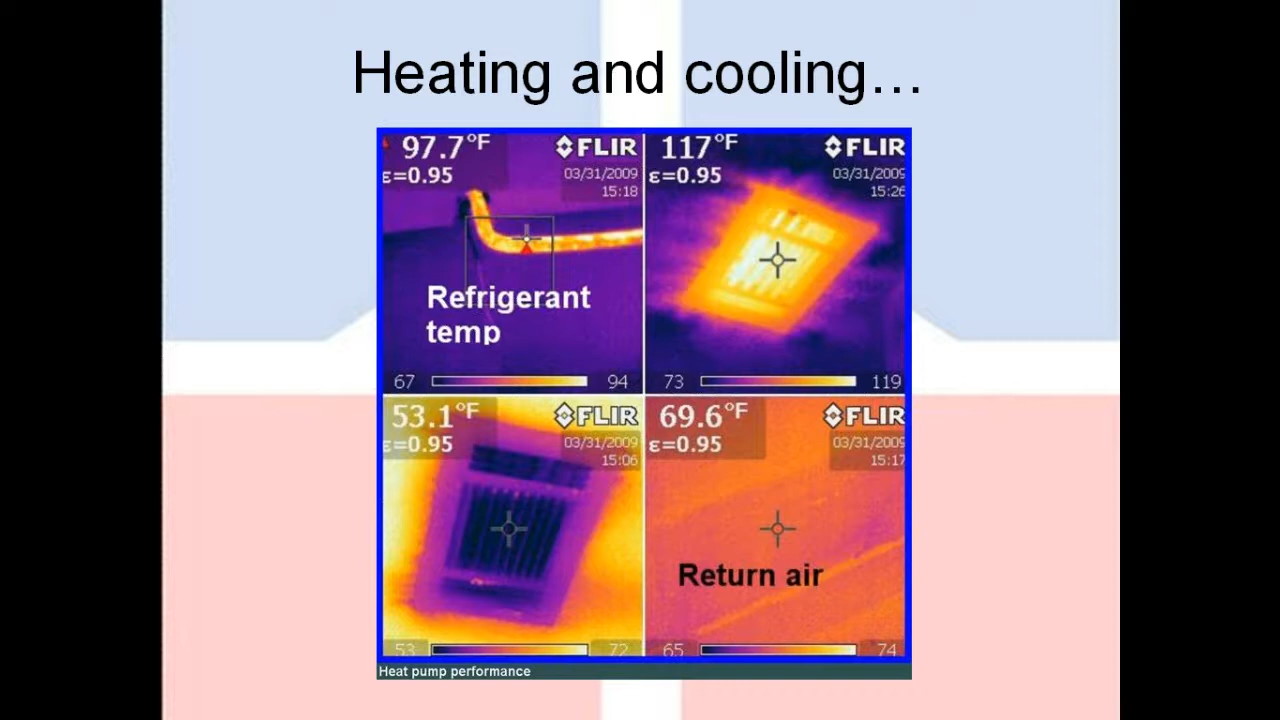 Heating and cooling…
97.7°F
FLIR
ε=0.95
03/31/2009
15:18
Refrigerant
temp
67
94
117°F
FLIR
ε=0.95
03/31/2009
15:26
73
119
53.1°F
FLIR
ε=0.95
03/31/2009
15:06
53
72
69.6°F
FLIR
ε=0.95
03/31/2009
15:17
Return air
65
74
Heat pump performance